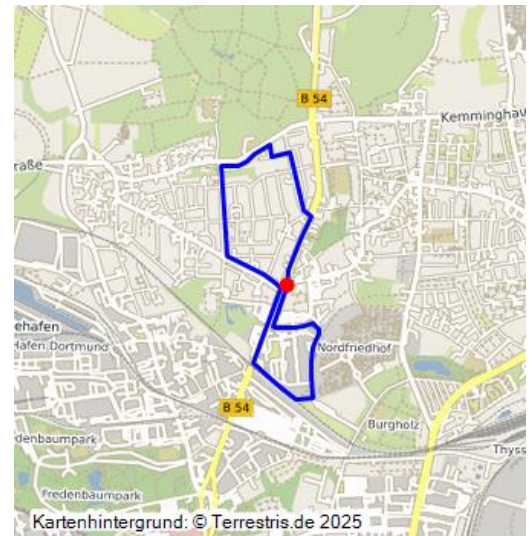 B 54
Kemminghau
raße
ehafen
Hafen Dortmund
Nordfriedhof
B 54
Burgholz
denbaumpark
Thyss
Fredenbaumpark
Kartenhintergrund: © Terrestris.de 2025